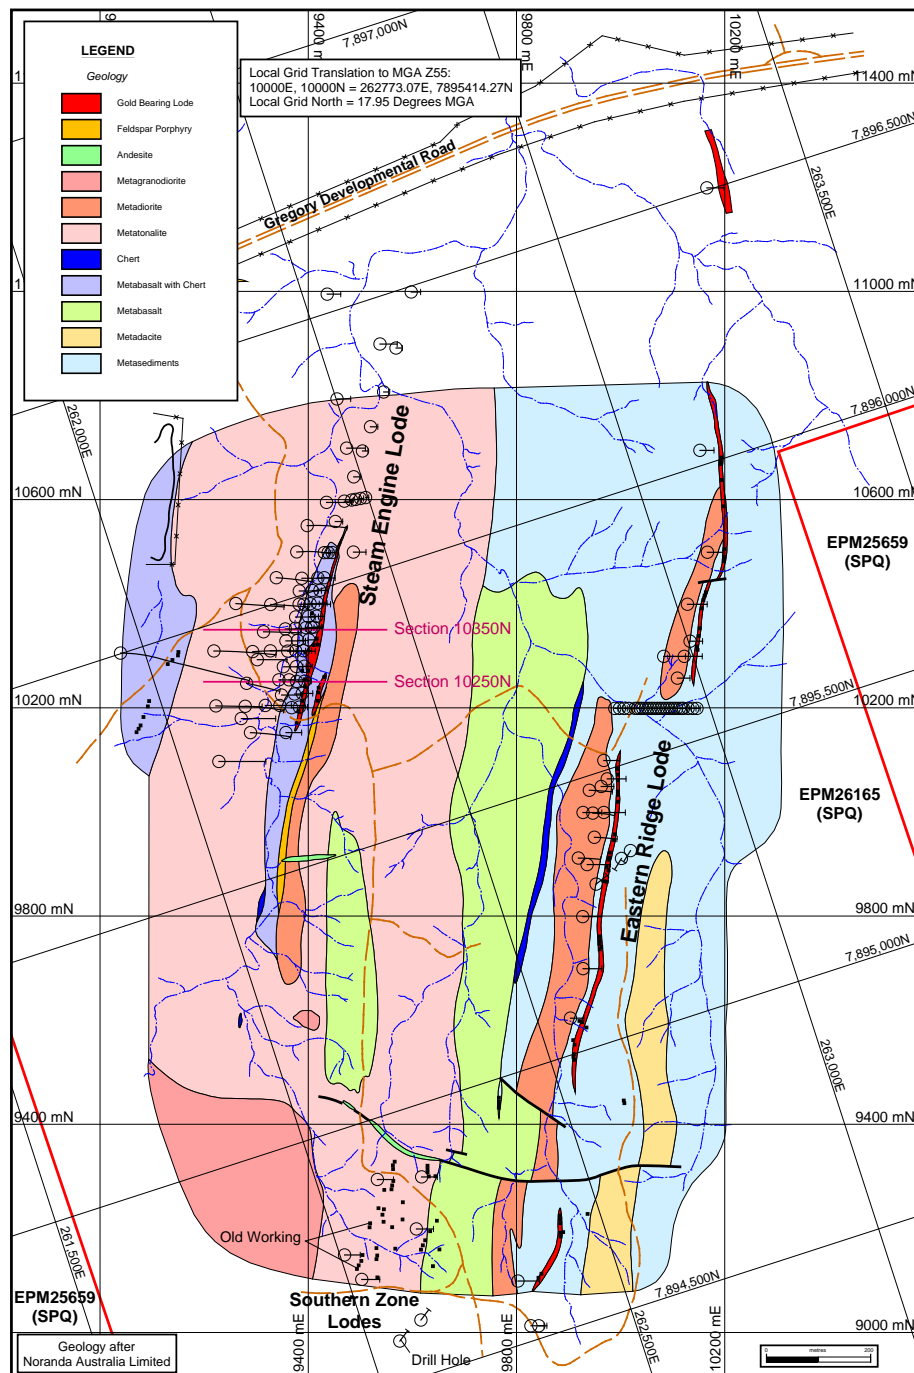 LEGEND
Geology
Gold Bearing Lode
Feldspar Porphyry
Andesite
Metagranodiorite
Metadiorite
Metatonalite
Chert
Metabasalt with Chert
Metabasalt
Metadacite
Metasediments
Local Grid Translation to MGA Z55:
10000E, 10000N = 262773.07E, 7895414.27N
Local Grid North = 17.95 Degrees MGA
9400 mE
7,897,000N
9800 mE
10200 mE
11400 mN
7,896,500N
263,500E
Gregory Developmental Road
11000 mN
262,000E
7,896,000N
10600 mN
Steam Engine Lode
EPM25659
(SPQ)
Section 10350N
Section 10250N
7,895,500N
10200 mN
10200 mN
EPM26165
(SPQ)
Eastern Ridge Lode
9800 mN
9800 mN
7,895,000N
263,000E
9400 mN
9400 mN
Old Working
261,500E
EPM25659
(SPQ)
Southern Zone
Lodes
7,894,500N
262,500E
Drill Hole
9400 mE
9800 mE
10200 mE
9000 mN
Geology after
Noranda Australia Limited
0 metres 200